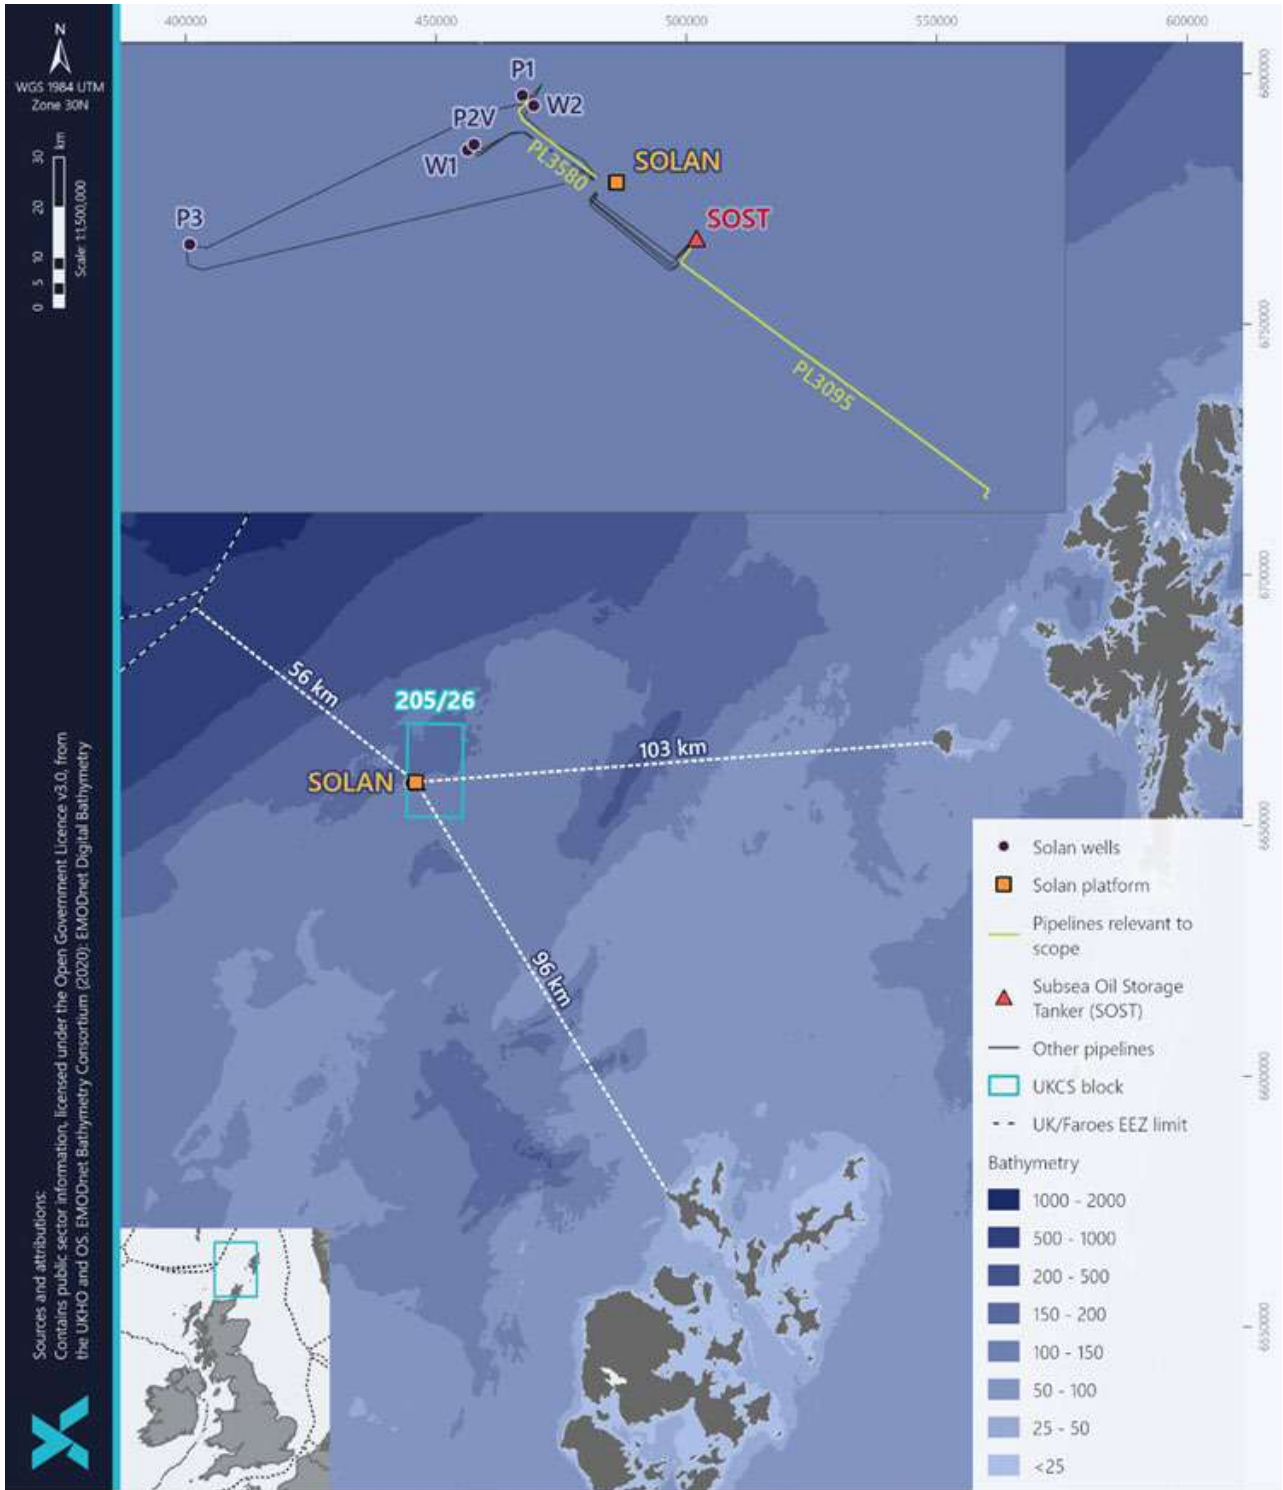 400000
450000
500000
550000
600000
N
WGS 1984 UTM
Zone 30N
km
30
20
10
5
0
Scale: 1:1,500,000
P1
W2
P2V
W1
PL3580
SOLAN
P3
SOST
PL3095
6800000
6750000
6700000
6650000
6600000
6550000
56 km
205/26
103 km
SOLAN
96 km
Solan wells
Solan platform
Pipelines relevant to
scope
Subsea Oil Storage
Tanker (SOST)
Other pipelines
UKCS block
UK/Faroes EEZ limit
Bathymetry
1000 - 2000
500 - 1000
200 - 500
150 - 200
100 - 150
50 - 100
25 - 50
<25
Sources and attributions:
Contains public sector information, licensed under the Open Government Licence v3.0, from
the UKHO and OS. EMODnet Bathymetry Consortium (2020): EMODnet Digital Bathymetry